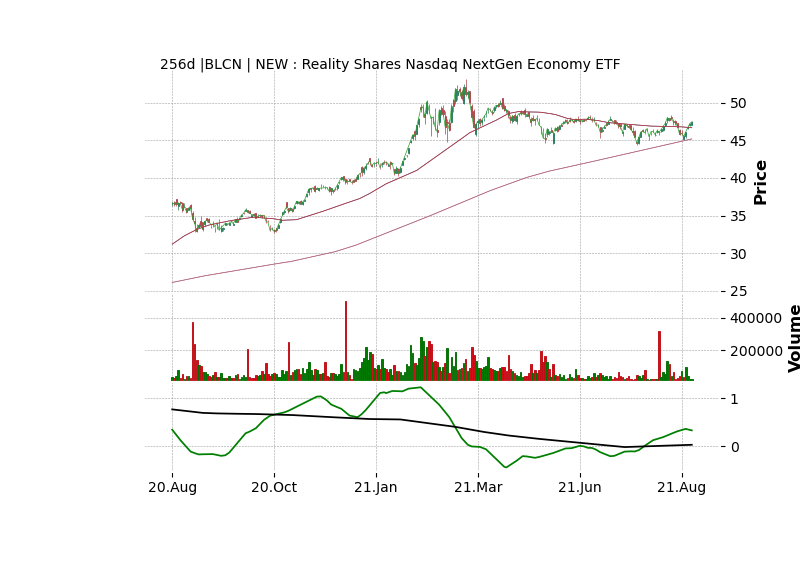 256d |BLCN | NEW : Reality Shares Nasdaq NextGen Economy ETF
50
45
40
35
30
25
Price
400000
200000
Volume
1
0
20.Aug 20.Oct 21.Jan 21.Mar 21.Jun 21.Aug